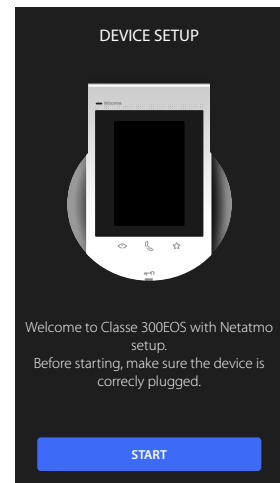 DEVICE SETUP
Welcome to Classe 300EOS with Netatmo
setup.
Before starting, make sure the device is
correcly plugged.
START